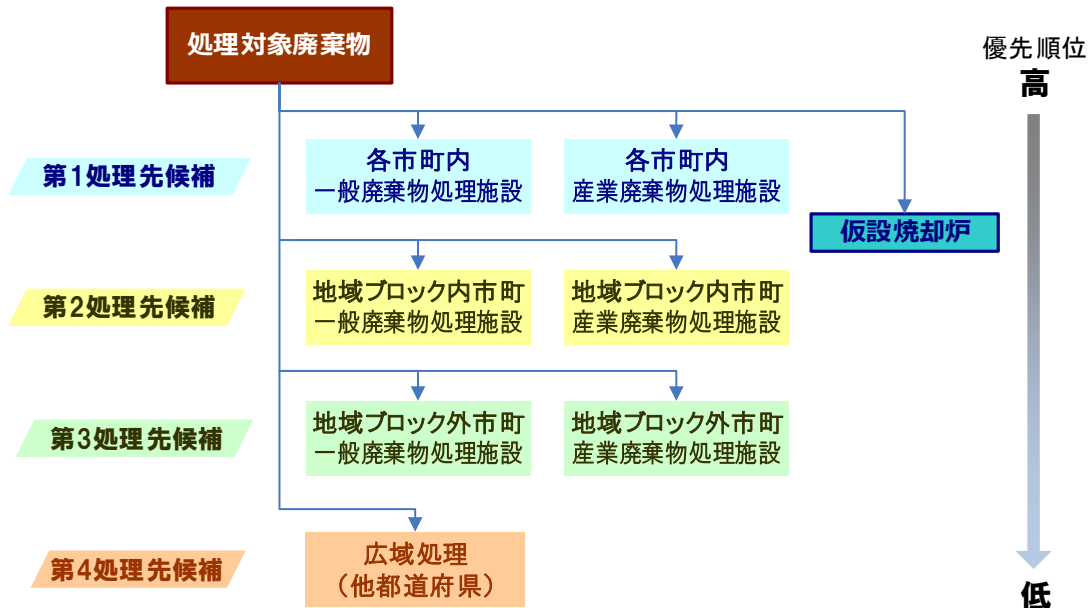 処理対象廃棄物
優先順位
高
第1処理先候補
各市町内
一般廃棄物処理施設
各市町内
産業廃棄物処理施設
仮設焼却炉
第2処理先候補
地域ブロック内市町
一般廃棄物処理施設
地域ブロック内市町
産業廃棄物処理施設
第3処理先候補
地域ブロック外市町
一般廃棄物処理施設
地域ブロック外市町
産業廃棄物処理施設
第4処理先候補
広域処理
（他都道府県）
低